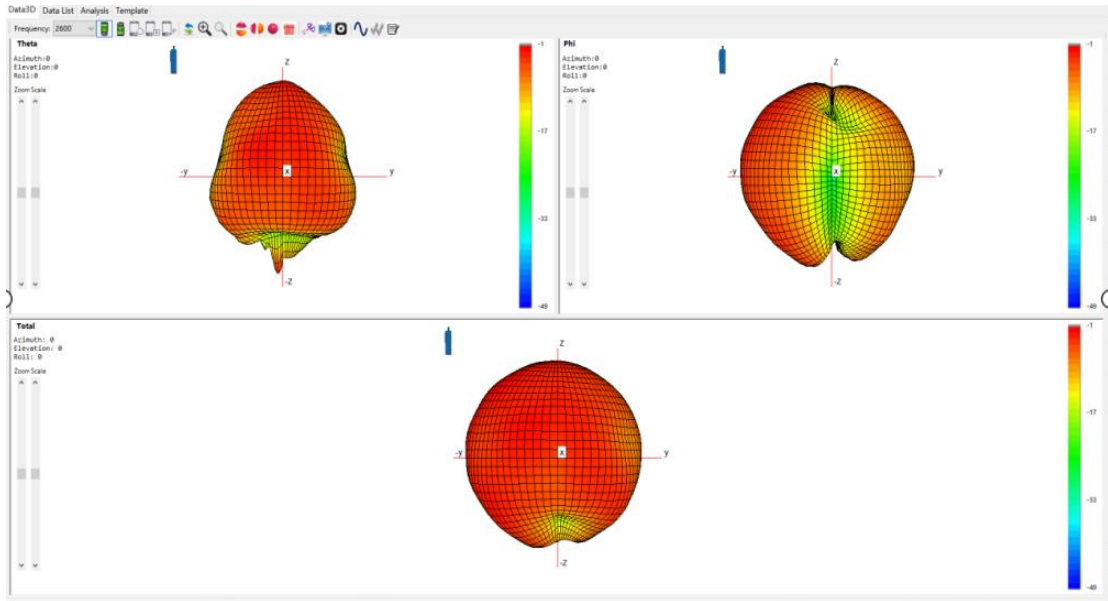 Data3D Data List Analysis Template
Frequency: 2600
Theta
Azimuth:0
Elevation:0
Roll:0
Zoom Scale
Z
-y
x
y
-Z
-1
-17
-33
-49
Phi
Azimuth:0
Elevation:0
Roll:0
Zoom Scale
Z
-y
x
y
-Z
-1
-17
-33
-49
Total
Azimuth: 0
Elevation: 0
Roll: 0
Zoom Scale
Z
-y
x
y
-Z
-1
-17
-33
-49